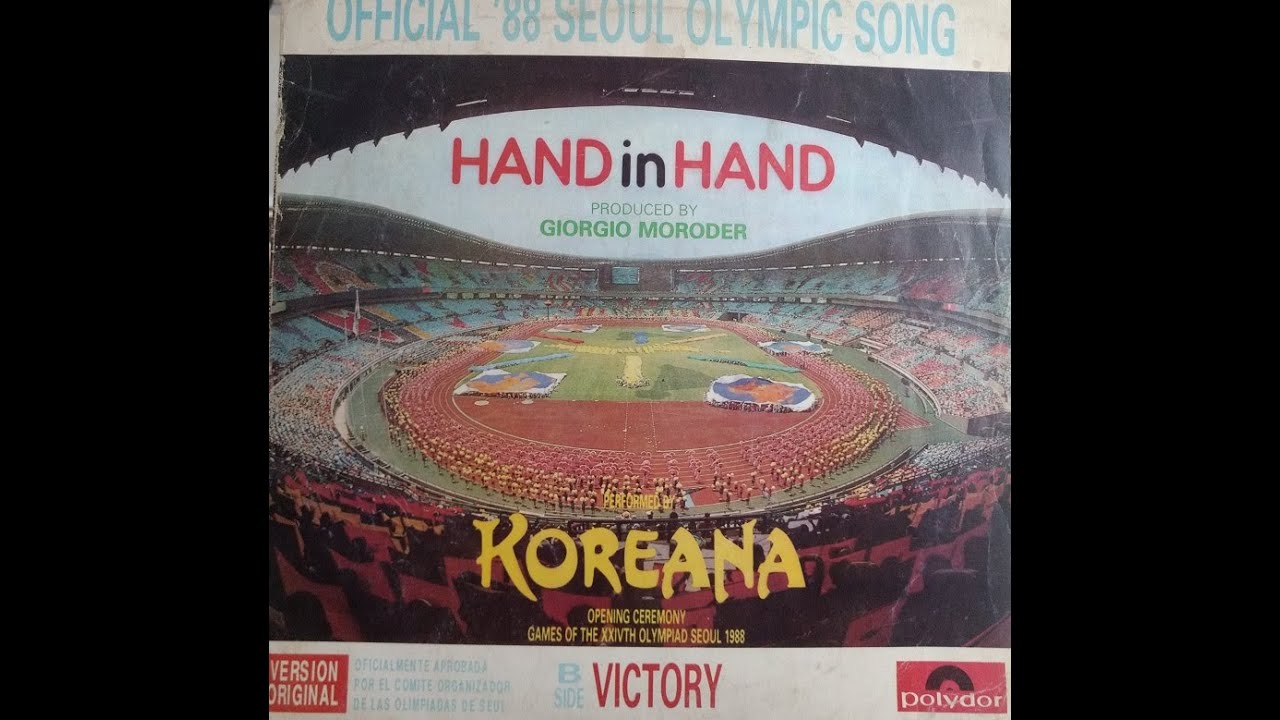 OFFICIAL '88 SEOUL OLYMPIC SONG
HAND in HAND
PRODUCED BY
GIORGIO MORODER
PERFORMED BY
KOREANA
OPENING CEREMONY
GAMES OF THE XXIVTH OLYMPIAD SEOUL 1988
VERSION
ORIGINAL
OFICIALMENTE APROBADA
POR EL COMITE ORGANIZADOR
DE LAS OLIMPIADAS DE SEUL
B
SIDE
VICTORY
polydor